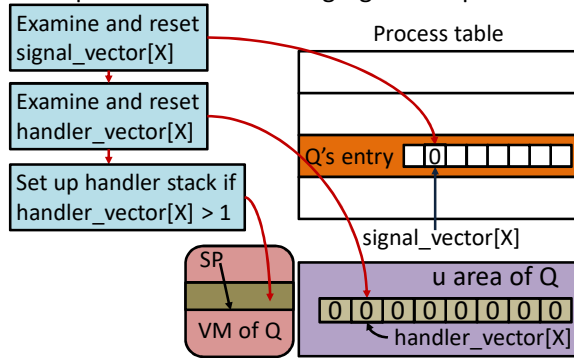 Examine and reset
signal_vector[X]
Examine and reset
handler_vector[X]
Set up handler stack if
handler_vector[X] > 1
Process table
Q's entry
0
signal_vector[X]
SP
VM of Q
u area of Q
0 0 0 0 0 0 0 0
handler_vector[X]